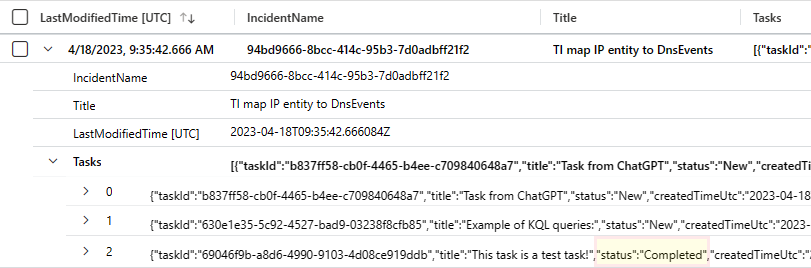 LastModifiedTime [UTC] ↑↓ IncidentName Title Tasks
4/18/2023, 9:35:42.666 AM 94bd9666-8bcc-414c-95b3-7d0adbff21f2 TI map IP entity to DnsEvents [{"taskId":"
IncidentName 94bd9666-8bcc-414c-95b3-7d0adbff21f2
Title TI map IP entity to DnsEvents
LastModifiedTime [UTC] 2023-04-18T09:35:42.666084Z
Tasks [{"taskId":"b837ff58-cb0f-4465-b4ee-c709840648a7","title":"Task from ChatGPT","status":"New","createdTim
0 {"taskId":"b837ff58-cb0f-4465-b4ee-c709840648a7","title":"Task from ChatGPT","status":"New","createdTimeUtc":"2023-04-18
1 {"taskId":"630e1e35-5c92-4527-bad9-03238f8cfb85","title":"Example of KQL queries:","status":"New","createdTimeUtc":"2023-
2 {"taskId":"69046f9b-a8d6-4990-9103-4d08ce919ddb","title":"This task is a test task!","status":"Completed","createdTimeUtc":"